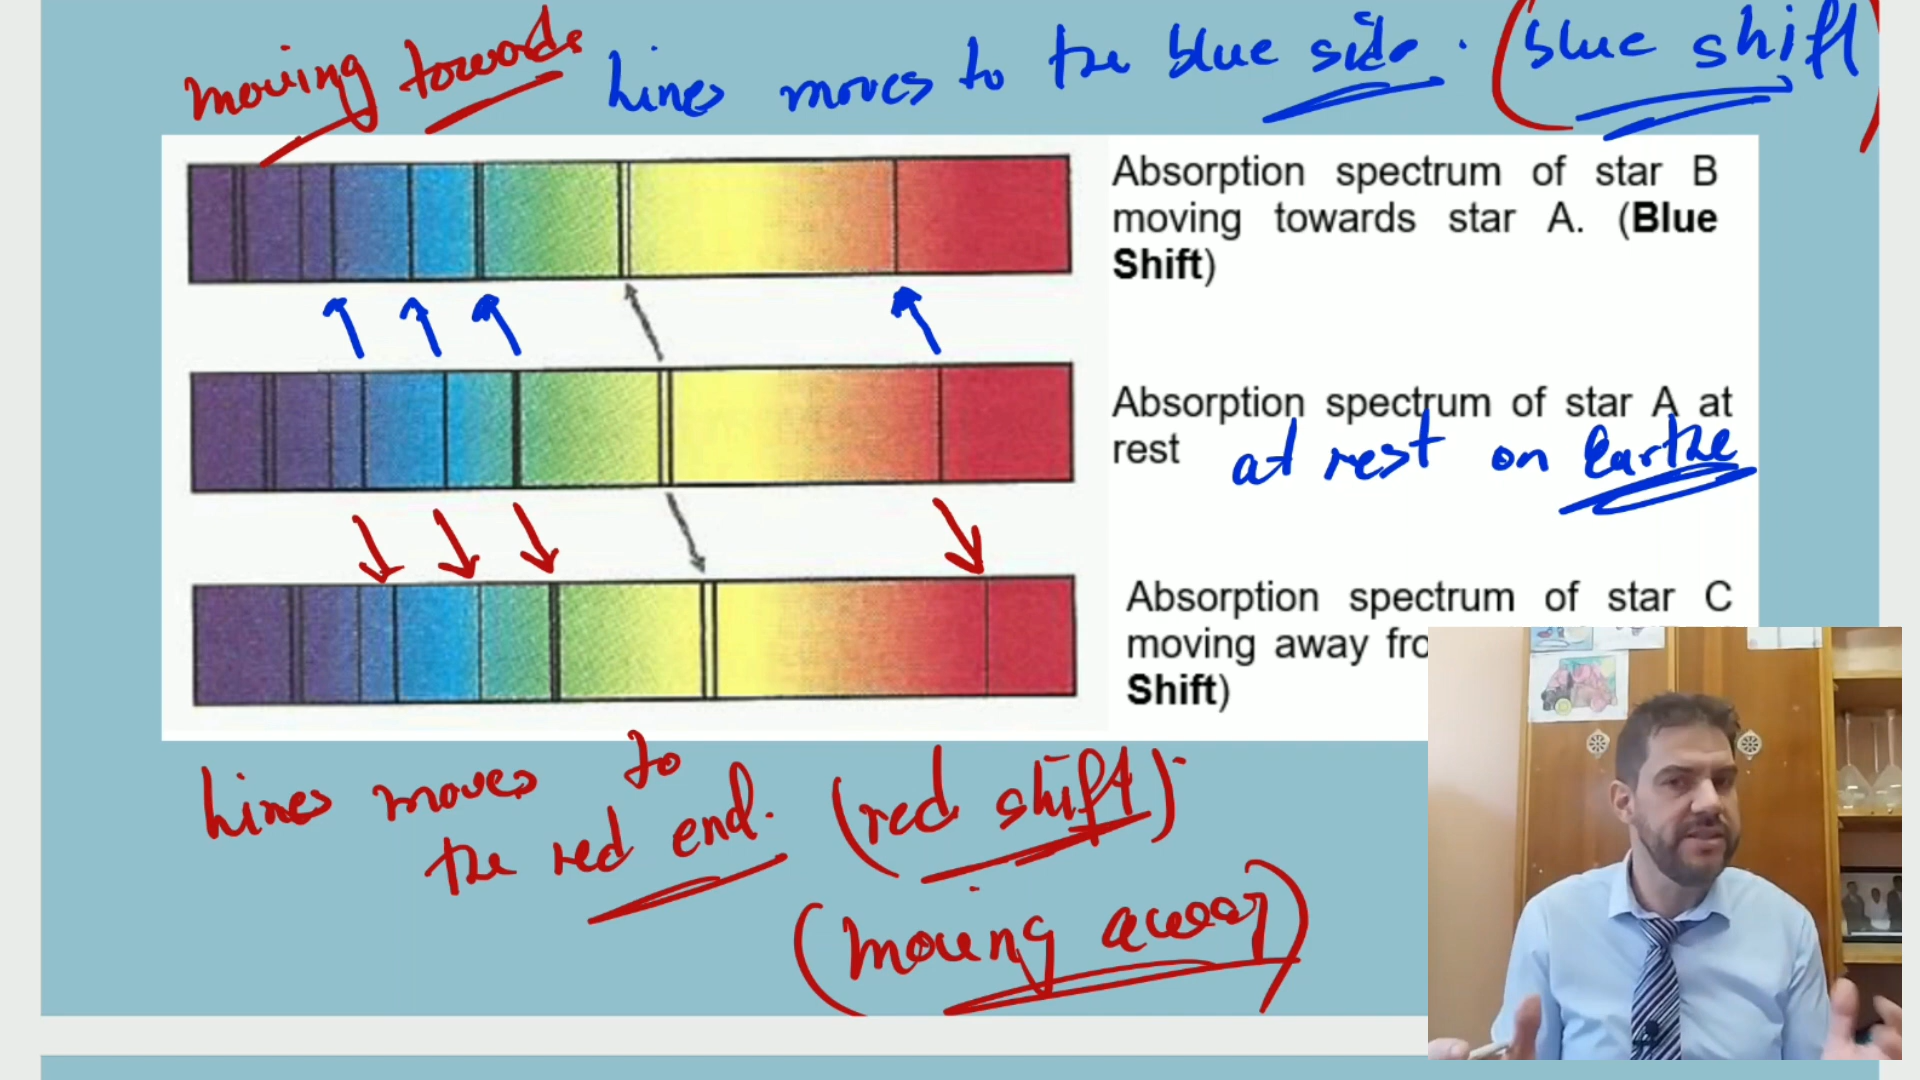 moving towards lines moves to the blue side. (blue shift)
Absorption spectrum of star B
moving towards star A. (Blue
Shift)
Absorption spectrum of star A at
rest at rest on Earthe
Absorption spectrum of star C
moving away fro
Shift)
lines moves to
the red end. (red shift)
(moving away)